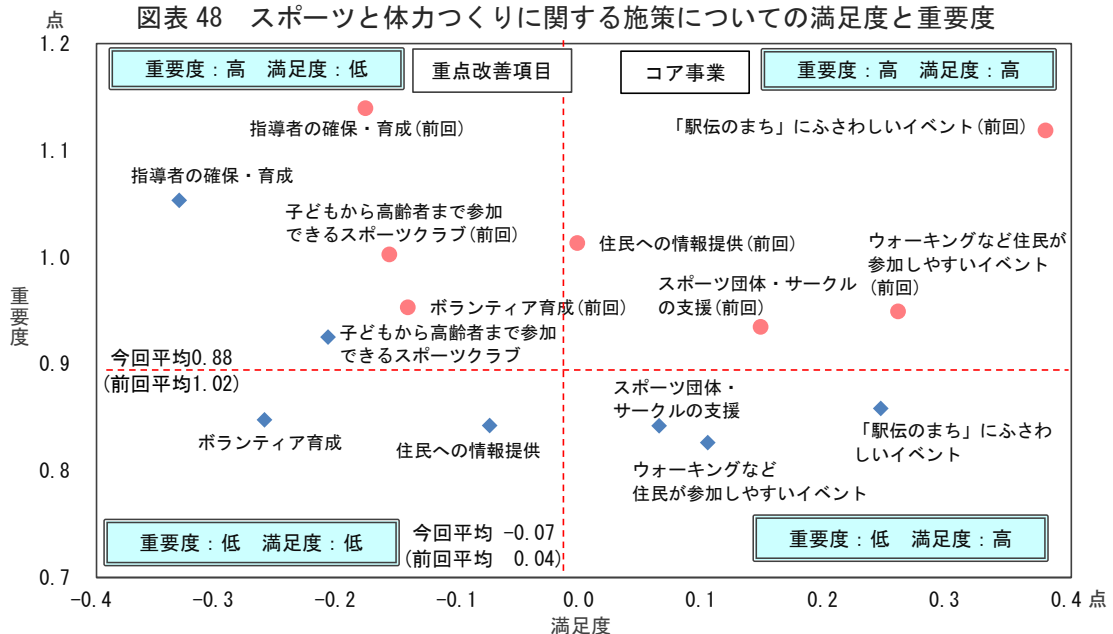 図表 48 スポーツと体力つくりに関する施策についての満足度と重要度
点
1.2
重要度：高 満足度：低
重点改善項目
コア事業
重要度：高 満足度：高
指導者の確保・育成(前回)
「駅伝のまち」にふさわしいイベント(前回)
1.1
指導者の確保・育成
子どもから高齢者まで参加
できるスポーツクラブ(前回)
住民への情報提供(前回)
ウォーキングなど住民が
参加しやすいイベント
(前回)
1.0
スポーツ団体・サークル
の支援(前回)
ボランティア育成(前回)
子どもから高齢者まで参加
できるスポーツクラブ
重要度
0.9
今回平均0.88
(前回平均1.02)
スポーツ団体・
サークルの支援
ボランティア育成
住民への情報提供
「駅伝のまち」にふさわ
しいイベント
0.8
ウォーキングなど
住民が参加しやすいイベント
重要度：低 満足度：低
今回平均 -0.07
(前回平均 0.04)
重要度：低 満足度：高
0.7
-0.4 -0.3 -0.2 -0.1 0.0 0.1 0.2 0.3 0.4 点
満足度